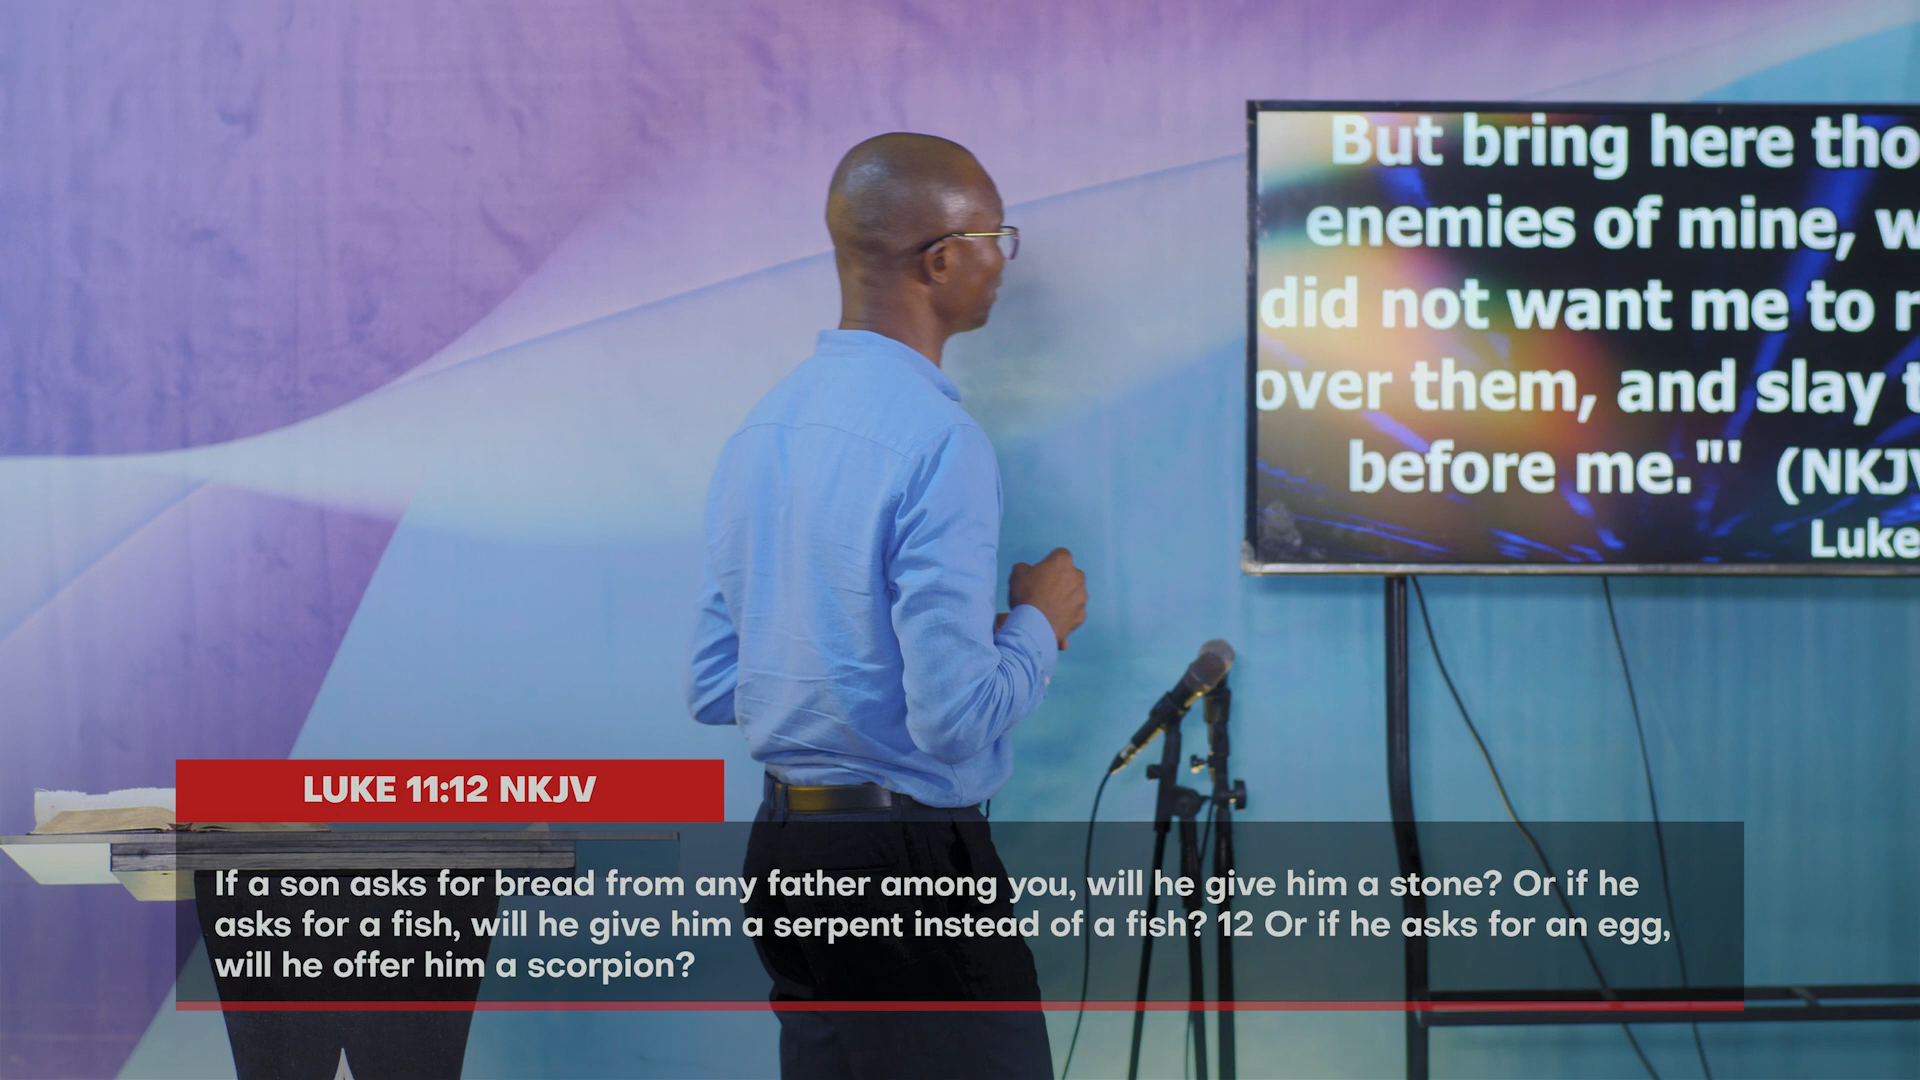 But bring here
enemies of mine,
did not want me to
over them, and slay
before me."' (NKJV
Luke
LUKE 11:12 NKJV
If a son asks for bread from any father among you, will he give him a stone? Or if he
asks for a fish, will he give him a serpent instead of a fish? 12 Or if he asks for an egg,
will he offer him a scorpion?